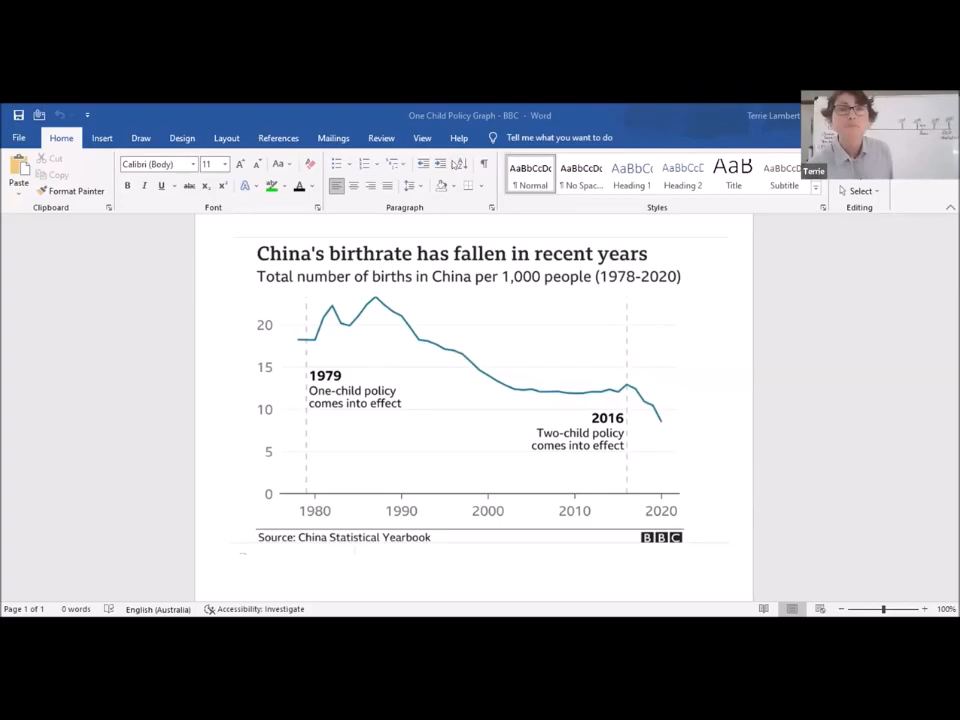 One Child Policy Graph - BBC - Word
Terrie Lambert
File Home Insert Draw Design Layout References Mailings Review View Help Tell me what you want to do
Paste
Cut
Copy
Format Painter
Clipboard
Calibri (Body) 11
Font
Paragraph
AaBbCcDc AaBbCcDc AaBbCc AaBbCcD AaB AaBbCcD
¶ Normal ¶ No Spac... Heading 1 Heading 2 Title Subtitle
Styles
Select
Editing
Terrie
China's birthrate has fallen in recent years
Total number of births in China per 1,000 people (1978-2020)
20
15
10
5
0
1979
One-child policy
comes into effect
2016
Two-child policy
comes into effect
1980 1990 2000 2010 2020
Source: China Statistical Yearbook
BBC
Page 1 of 1 0 words English (Australia) Accessibility: Investigate 100%